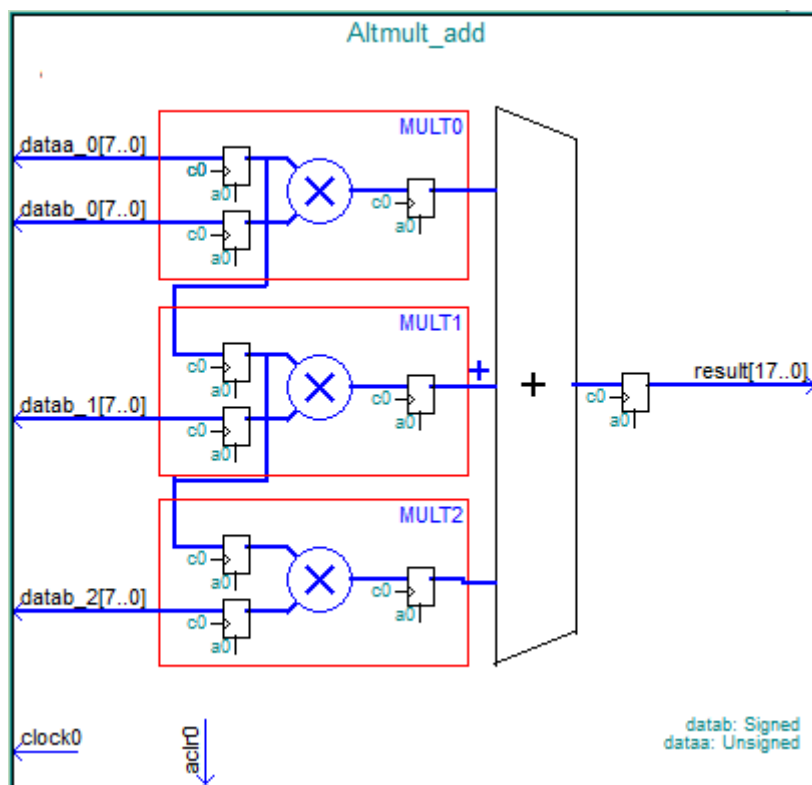 Altmult_add
MULT0
dataa_0[7..0]
c0
a0
datab_0[7..0]
c0
a0
c0
a0
MULT1
c0
a0
datab_1[7..0]
c0
a0
c0
a0
+
+
result[17..0]
c0
a0
MULT2
c0
a0
datab_2[7..0]
c0
a0
c0
a0
clock0
aclr0
datab: Signed
dataa: Unsigned